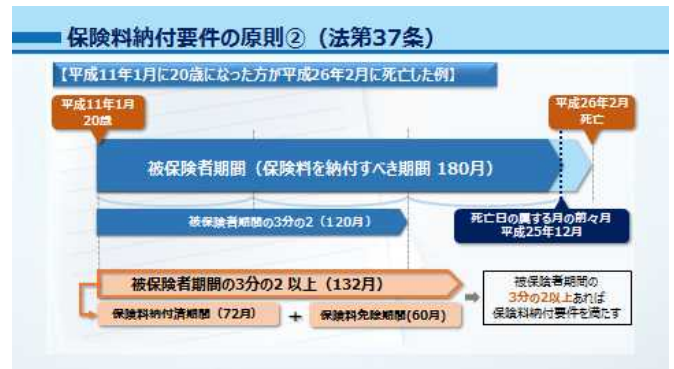 保険料納付要件の原則②（法第37条）
【平成11年1月に20歳になった方が平成26年2月に死亡した例】
平成11年1月
20歳
平成26年2月
死亡
被保険者期間（保険料を納付すべき期間 180月）
被保険者期間の3分の2（120月）
死亡日の属する月の前々月
平成25年12月
被保険者期間の3分の2 以上（132月）
保険料納付済期間（72月）
+
保険料免除期間(60月)
被保険者期間の
3分の2以上あれば
保険料納付要件を満たす